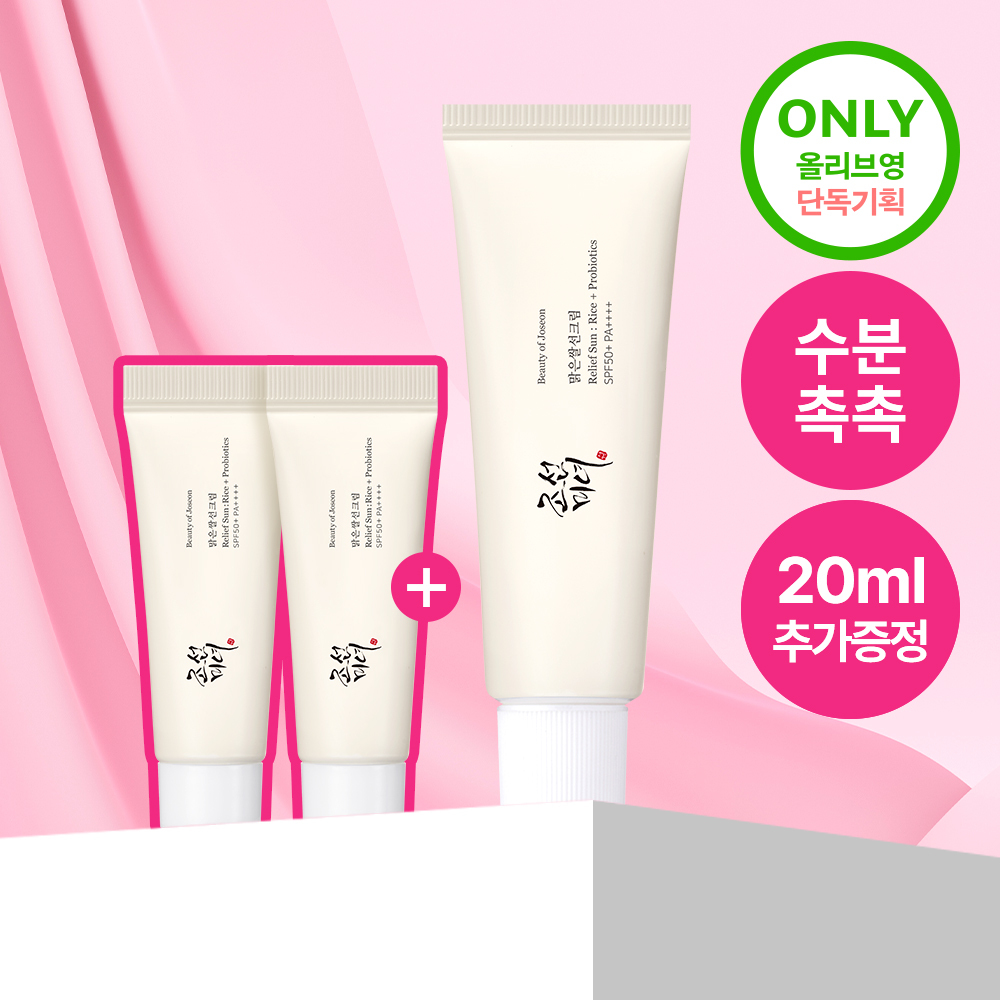 ONLY
올리브영
단독기획
수분
촉촉
20ml
추가증정
Beauty of Joseon
맑은쌀선크림
Relief Sun : Rice + Probiotics
SPF50+ PA++++
조선
미녀
Beauty of Joseon
맑은쌀선크림
Relief Sun : Rice + Probiotics
SPF50+ PA++++
조선
미녀
Beauty of Joseon
맑은쌀선크림
Relief Sun : Rice + Probiotics
SPF50+ PA++++
조선
미녀
+